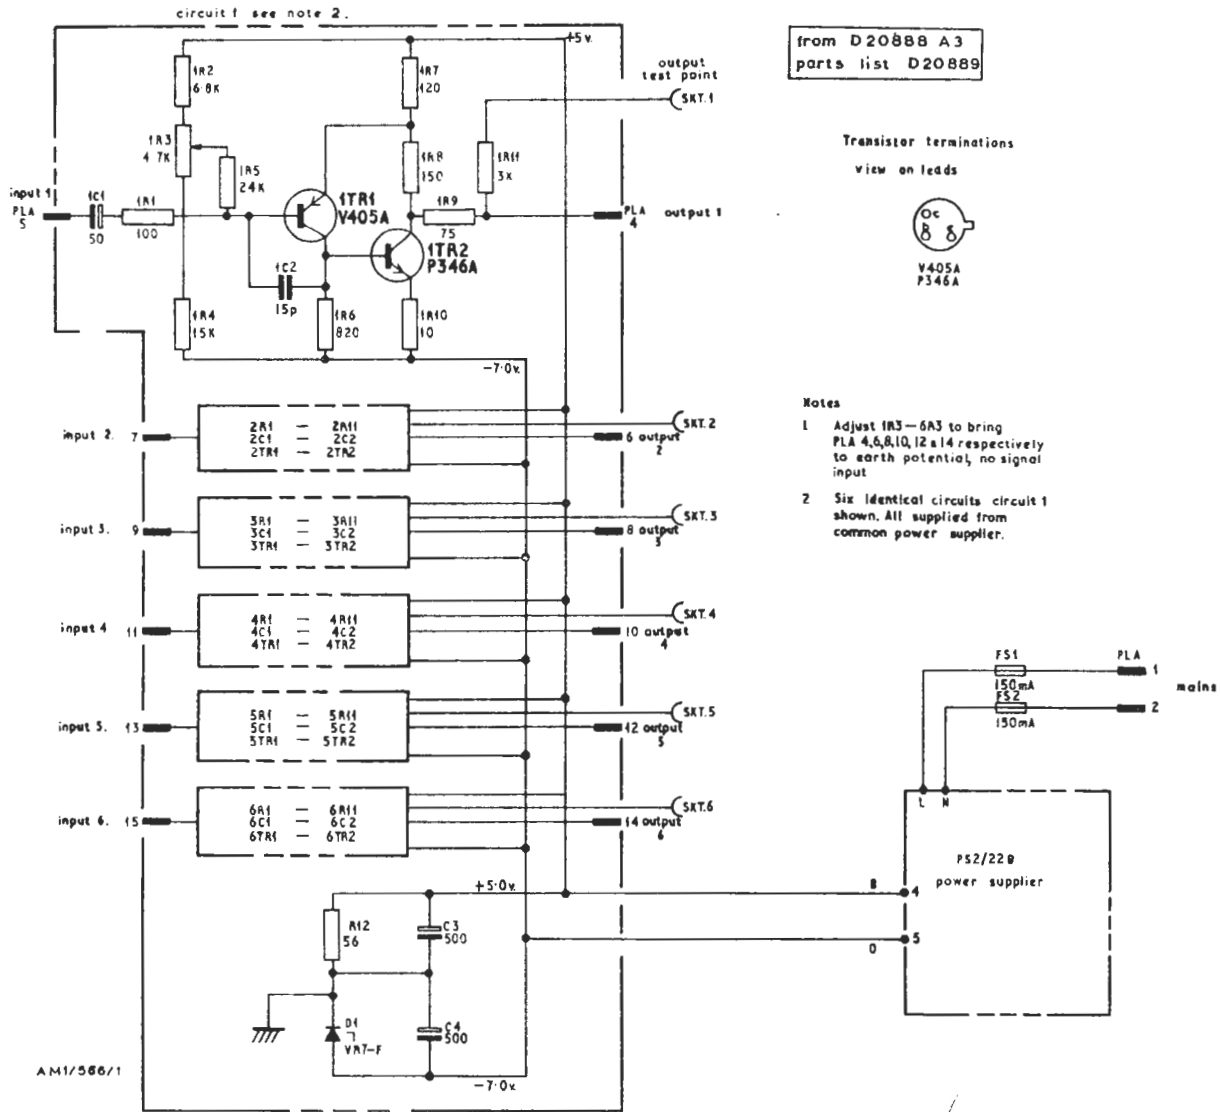 circuit 1 see note 2.
+5v.
from D20888 A3
parts list D20889
output
test point
SKT.1
1R2
6·8K
1R7
120
1R3
4·7K
1R5
24K
1R8
150
1R11
3K
Transistor terminations
view on leads
input 1
PLA
5
1C1
50
1R1
100
1TR1
V405A
1R9
75
PLA
4
output 1
1TR2
P346A
c
b
e
V405A
P346A
1C2
15p
1R4
15K
1R6
820
1R10
10
-7·0v.
Notes
1 Adjust 1R3—6R3 to bring
PLA 4,6,8,10, 12 & 14 respectively
to earth potential, no signal
input
2 Six identical circuits circuit 1
shown. All supplied from
common power supplier.
input 2. 7
2R1 — 2R11
2C1 — 2C2
2TR1 — 2TR2
SKT.2
6 output
2
input 3. 9
3R1 — 3R11
3C1 — 3C2
3TR1 — 3TR2
SKT.3
8 output
3
input 4 11
4R1 — 4R11
4C1 — 4C2
4TR1 — 4TR2
SKT.4
10 output
4
input 5. 13
5R1 — 5R11
5C1 — 5C2
5TR1 — 5TR2
SKT.5
12 output
5
input 6. 15
6R1 — 6R11
6C1 — 6C2
6TR1 — 6TR2
SKT.6
14 output
6
FS1
150mA
FS2
150mA
PLA
1
2
mains
L N
PS2/22B
power supplier
B 4
O 5
+5·0v.
R12
56
C3
500
D1
VR7-F
C4
500
-7·0v.
AM1/566/1